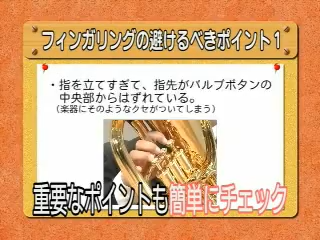 フィンガリングの避けるべきポイント1
・指を立てすぎて、指先がバルブボタンの
中央部からはずれている。
(楽器にそのようなクセがついてしまう)
重要なポイントも簡単にチェック